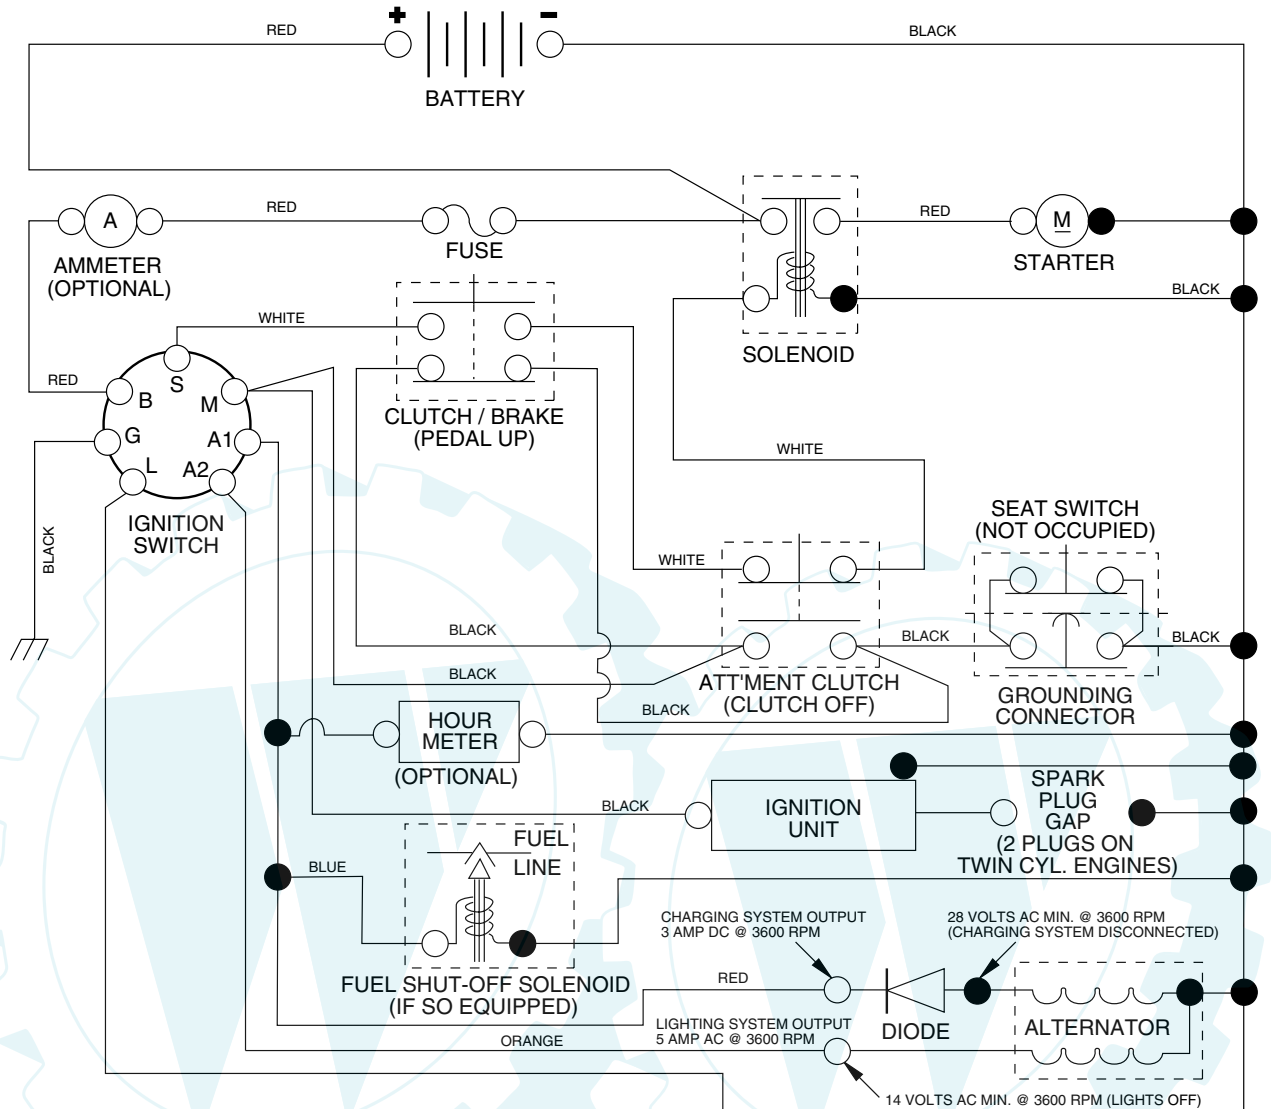 +
−
RED
BLACK
BATTERY
A
RED
FUSE
RED
M
STARTER
AMMETER
(OPTIONAL)
BLACK
SOLENOID
WHITE
RED
S
B
M
G
A1
L
A2
CLUTCH / BRAKE
(PEDAL UP)
WHITE
IGNITION
SWITCH
BLACK
SEAT SWITCH
(NOT OCCUPIED)
WHITE
BLACK
BLACK
BLACK
BLACK
ATT'MENT CLUTCH
(CLUTCH OFF)
BLACK
GROUNDING
CONNECTOR
HOUR
METER
(OPTIONAL)
BLACK
IGNITION
UNIT
SPARK
PLUG
GAP
(2 PLUGS ON
TWIN CYL. ENGINES)
FUEL
LINE
BLUE
FUEL SHUT-OFF SOLENOID
(IF SO EQUIPPED)
CHARGING SYSTEM OUTPUT
3 AMP DC @ 3600 RPM
28 VOLTS AC MIN. @ 3600 RPM
(CHARGING SYSTEM DISCONNECTED)
RED
DIODE
ALTERNATOR
LIGHTING SYSTEM OUTPUT
5 AMP AC @ 3600 RPM
ORANGE
14 VOLTS AC MIN. @ 3600 RPM (LIGHTS OFF)